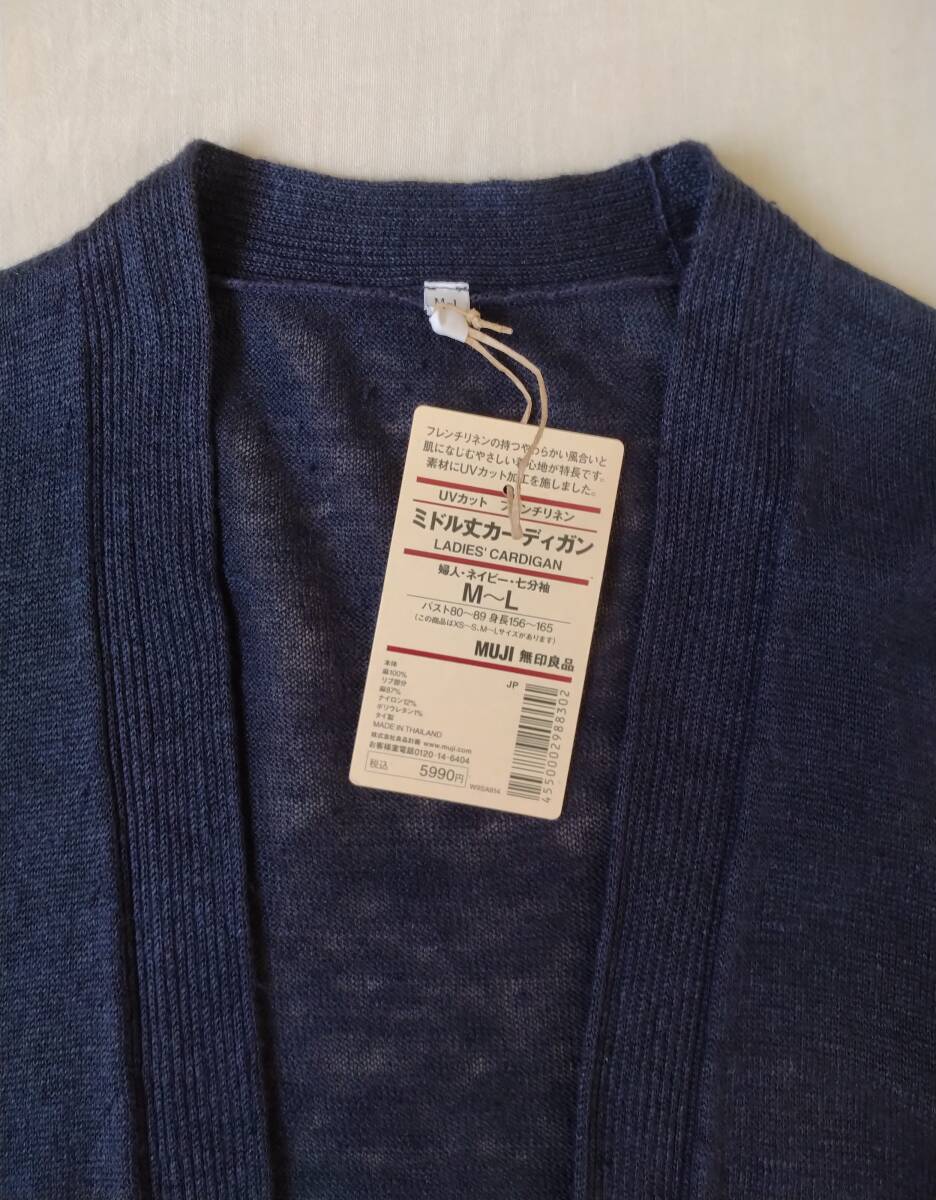 M-L
フレンチリネンの持つやわらかい風合いと
肌になじむやさしい着心地が特長です。
素材にUVカット加工を施しました。
UVカット フレンチリネン
ミドル丈カーディガン
LADIES' CARDIGAN
婦人・ネイビー・七分袖
M～L
バスト80～89 身長156～165
(この商品はXS～S、M～Lサイズがあります)
MUJI 無印良品
JP
本体
麻100%
リブ部分
麻87%
ナイロン12%
ポリウレタン1%
タイ製
MADE IN THAILAND
株式会社良品計画 www.muji.com
お客様室電話0120-14-6404
税込 5990円
W9SA814
4550002988302